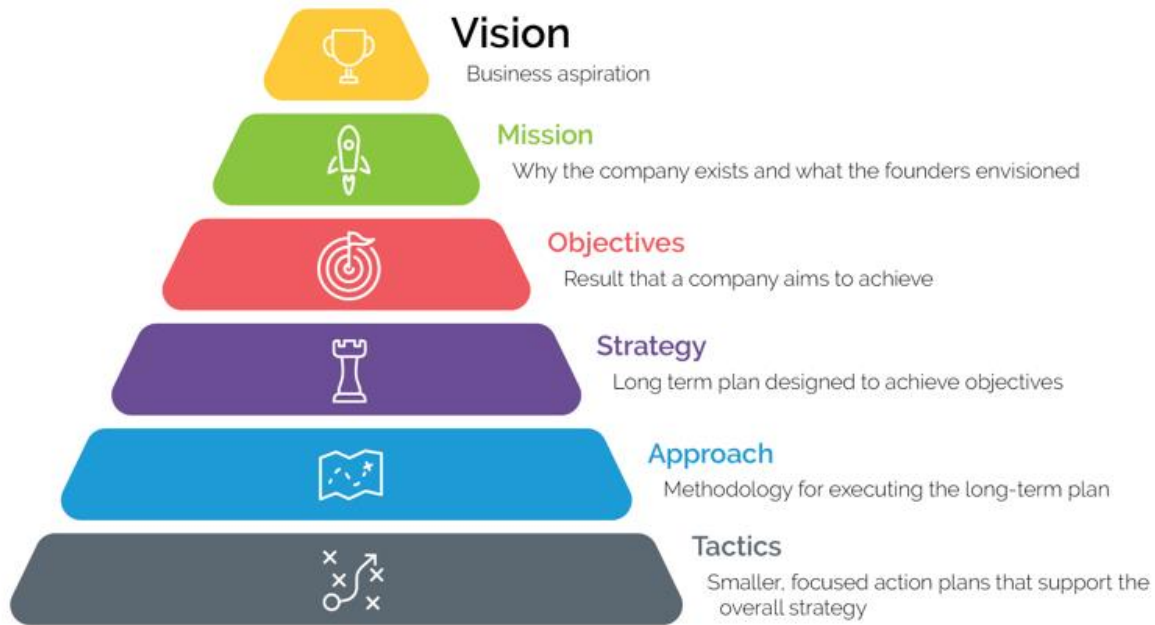 Vision
Business aspiration
Mission
Why the company exists and what the founders envisioned
Objectives
Result that a company aims to achieve
Strategy
Long term plan designed to achieve objectives
Approach
Methodology for executing the long-term plan
Tactics
Smaller, focused action plans that support the
overall strategy